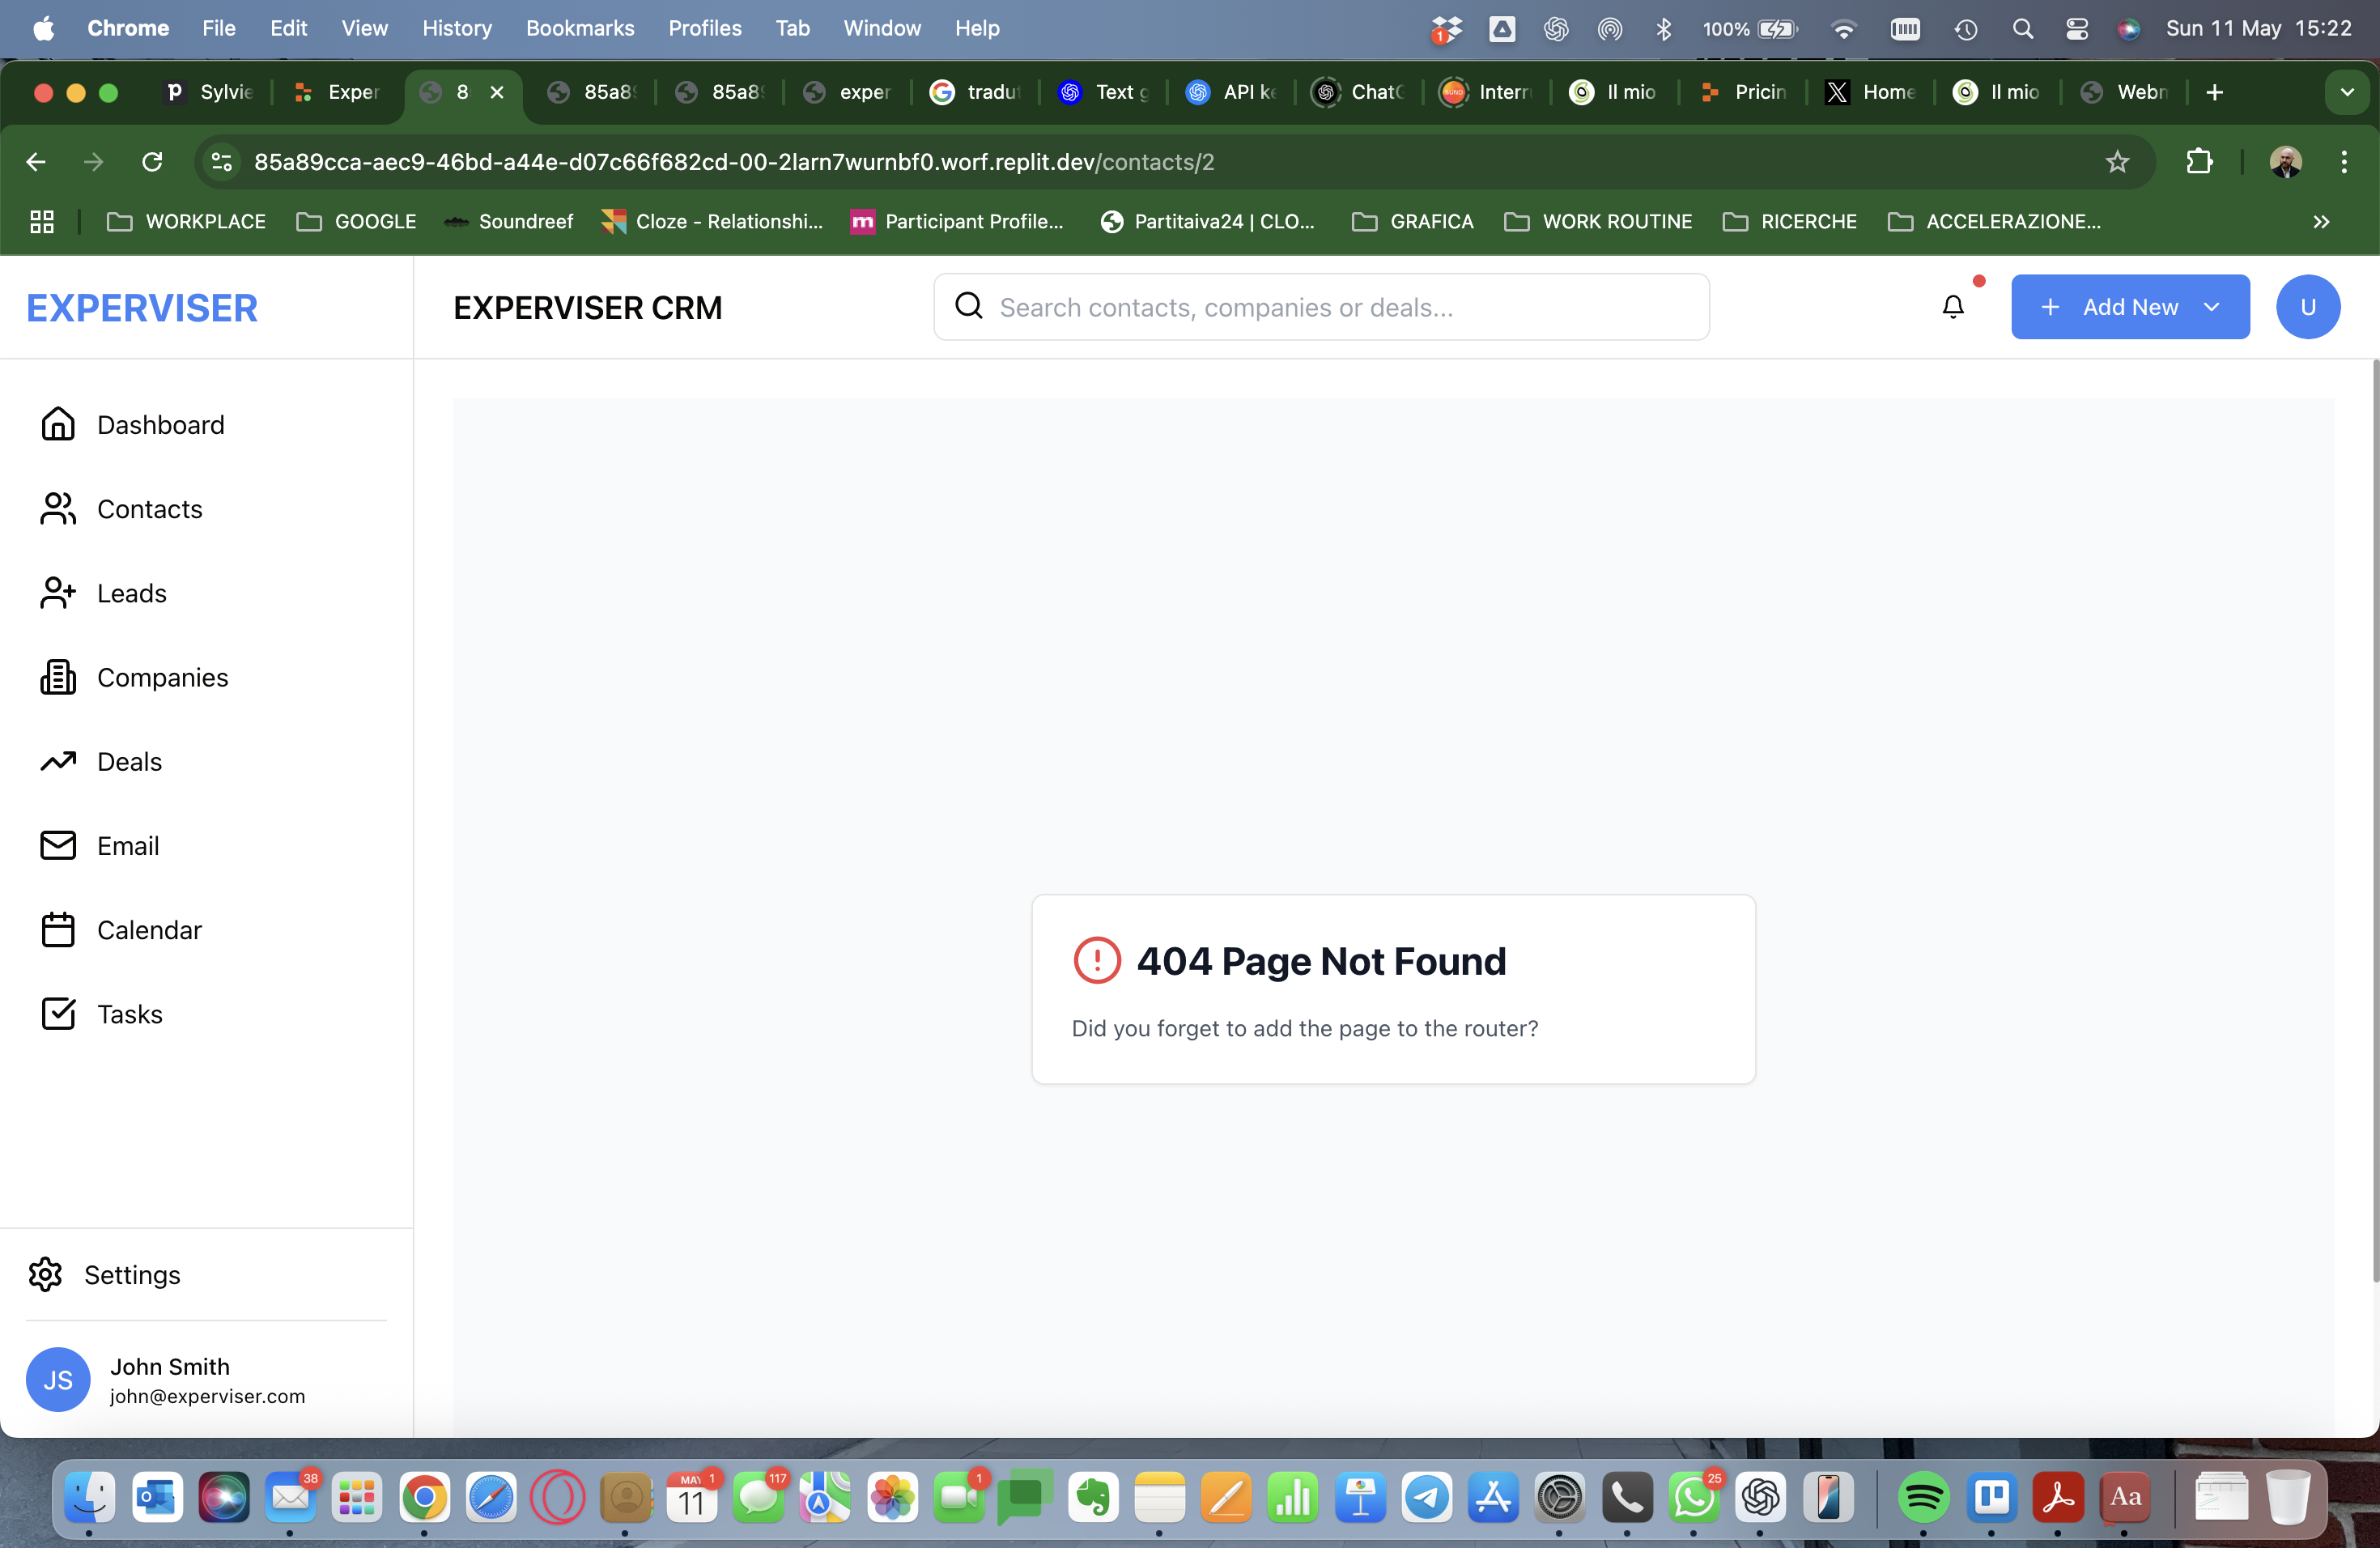 Chrome File Edit View History Bookmarks Profiles Tab Window Help 1 100% Sun 11 May 15:22
Sylvie Exper 8 85a8 85a8 exper tradut Text g API ke Chat Interr Il mio Pricin Home Il mio Webm
85a89cca-aec9-46bd-a44e-d07c66f682cd-00-2larn7wurnbf0.worf.replit.dev/contacts/2
WORKPLACE GOOGLE Soundreef Cloze - Relationshi... Participant Profile... Partitaiva24 | CLO... GRAFICA WORK ROUTINE RICERCHE ACCELERAZIONE...
EXPERVISER
EXPERVISER CRM
Search contacts, companies or deals...
Add New
U
Dashboard
Contacts
Leads
Companies
Deals
Email
Calendar
Tasks
404 Page Not Found
Did you forget to add the page to the router?
Settings
JS
John Smith
john@experviser.com
38 MAY 1 117 1 25
11
Aa